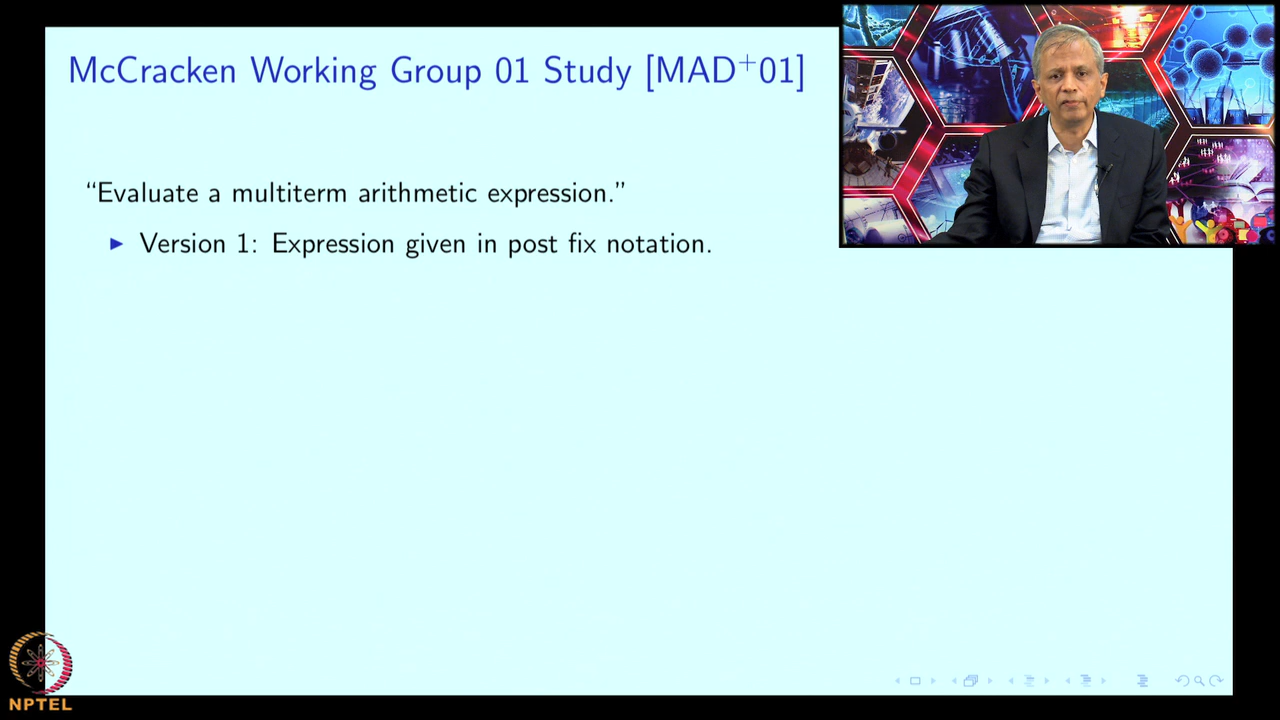 McCracken Working Group 01 Study [MAD+01]
“Evaluate a multiterm arithmetic expression.”
▶ Version 1: Expression given in post fix notation.
NPTEL